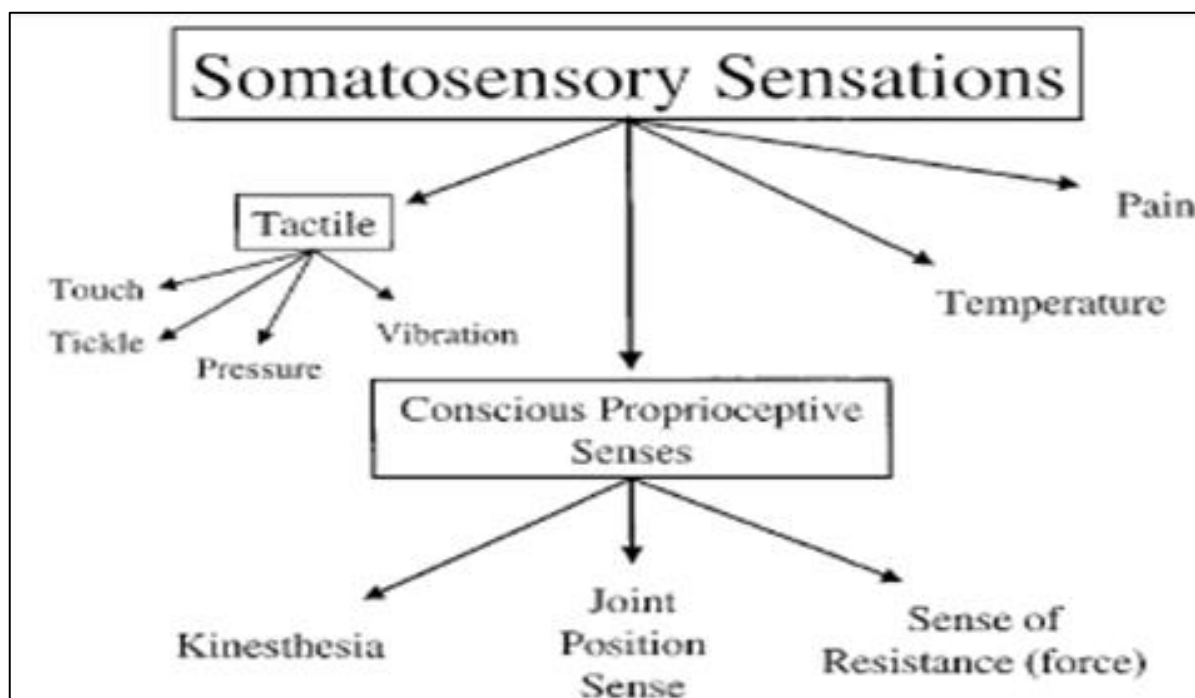 Somatosensory Sensations
Pain
Tactile
Temperature
Touch
Vibration
Tickle
Pressure
Conscious Proprioceptive
Senses
Kinesthesia
Joint
Position
Sense
Sense of
Resistance (force)